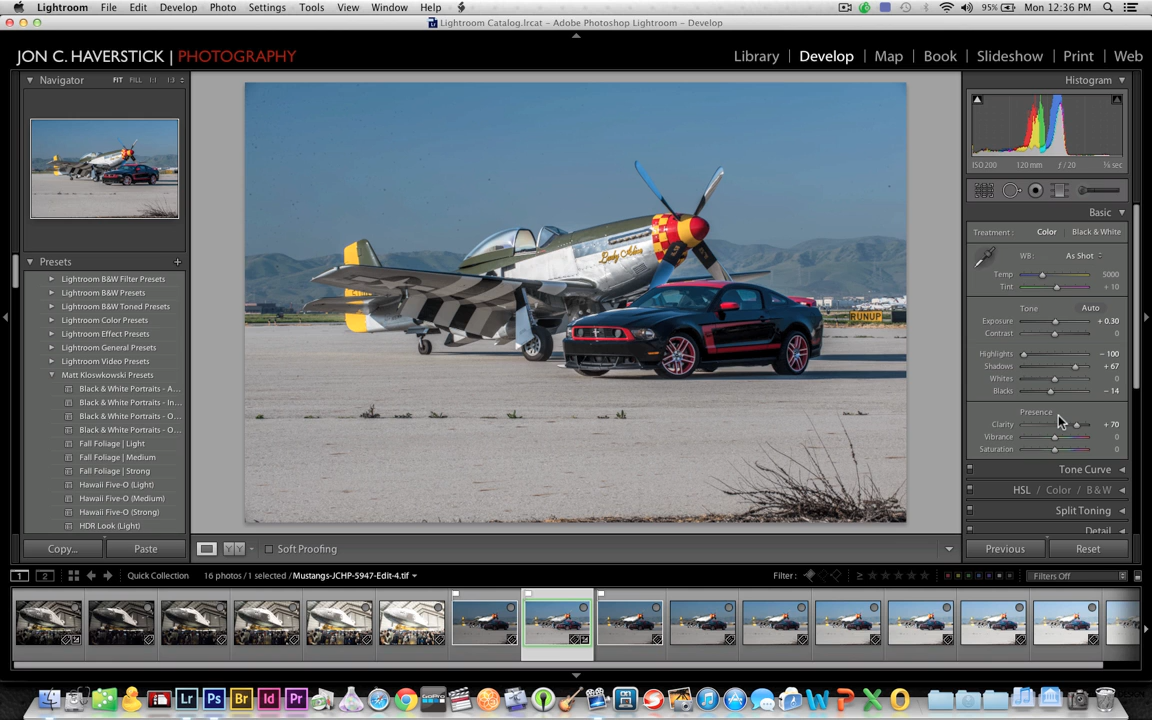 Lightroom File Edit Develop Photo Settings Tools View Window Help 95% Mon 12:36 PM
Lightroom Catalog.lrcat – Adobe Photoshop Lightroom – Develop
JON C. HAVERSTICK | PHOTOGRAPHY Library | Develop | Map | Book | Slideshow | Print | Web
Navigator FIT FILL 1:1 1:1
Histogram
ISO 200 120 mm ƒ / 20
Basic
Treatment : Color Black & White
WB: As Shot
Temp 5000
Tint + 10
Tone Auto
Exposure + 0.30
Contrast 0
Highlights – 100
Shadows + 67
Whites 0
Blacks – 14
Presence
Clarity + 70
Vibrance 0
Saturation 0
Tone Curve
HSL / Color / B & W
Split Toning
Detail
Previous Reset
Presets +
Lightroom B&W Filter Presets
Lightroom B&W Presets
Lightroom B&W Toned Presets
Lightroom Color Presets
Lightroom Effect Presets
Lightroom General Presets
Lightroom Video Presets
Matt Kloswkowski Presets
Black & White Portraits - A...
Black & White Portraits - In...
Black & White Portraits - O...
Black & White Portraits - O...
Fall Foliage | Light
Fall Foliage | Medium
Fall Foliage | Strong
Hawaii Five-O (Light)
Hawaii Five-O (Medium)
Hawaii Five-O (Strong)
HDR Look (Light)
Copy... Paste
RUNUP
YY Soft Proofing
1 2 Quick Collection 16 photos / 1 selected / Mustangs-JCHP-5947-Edit-4.tif Filter : Filters Off
Lr Ps Br Id Pr GoPro W P X O